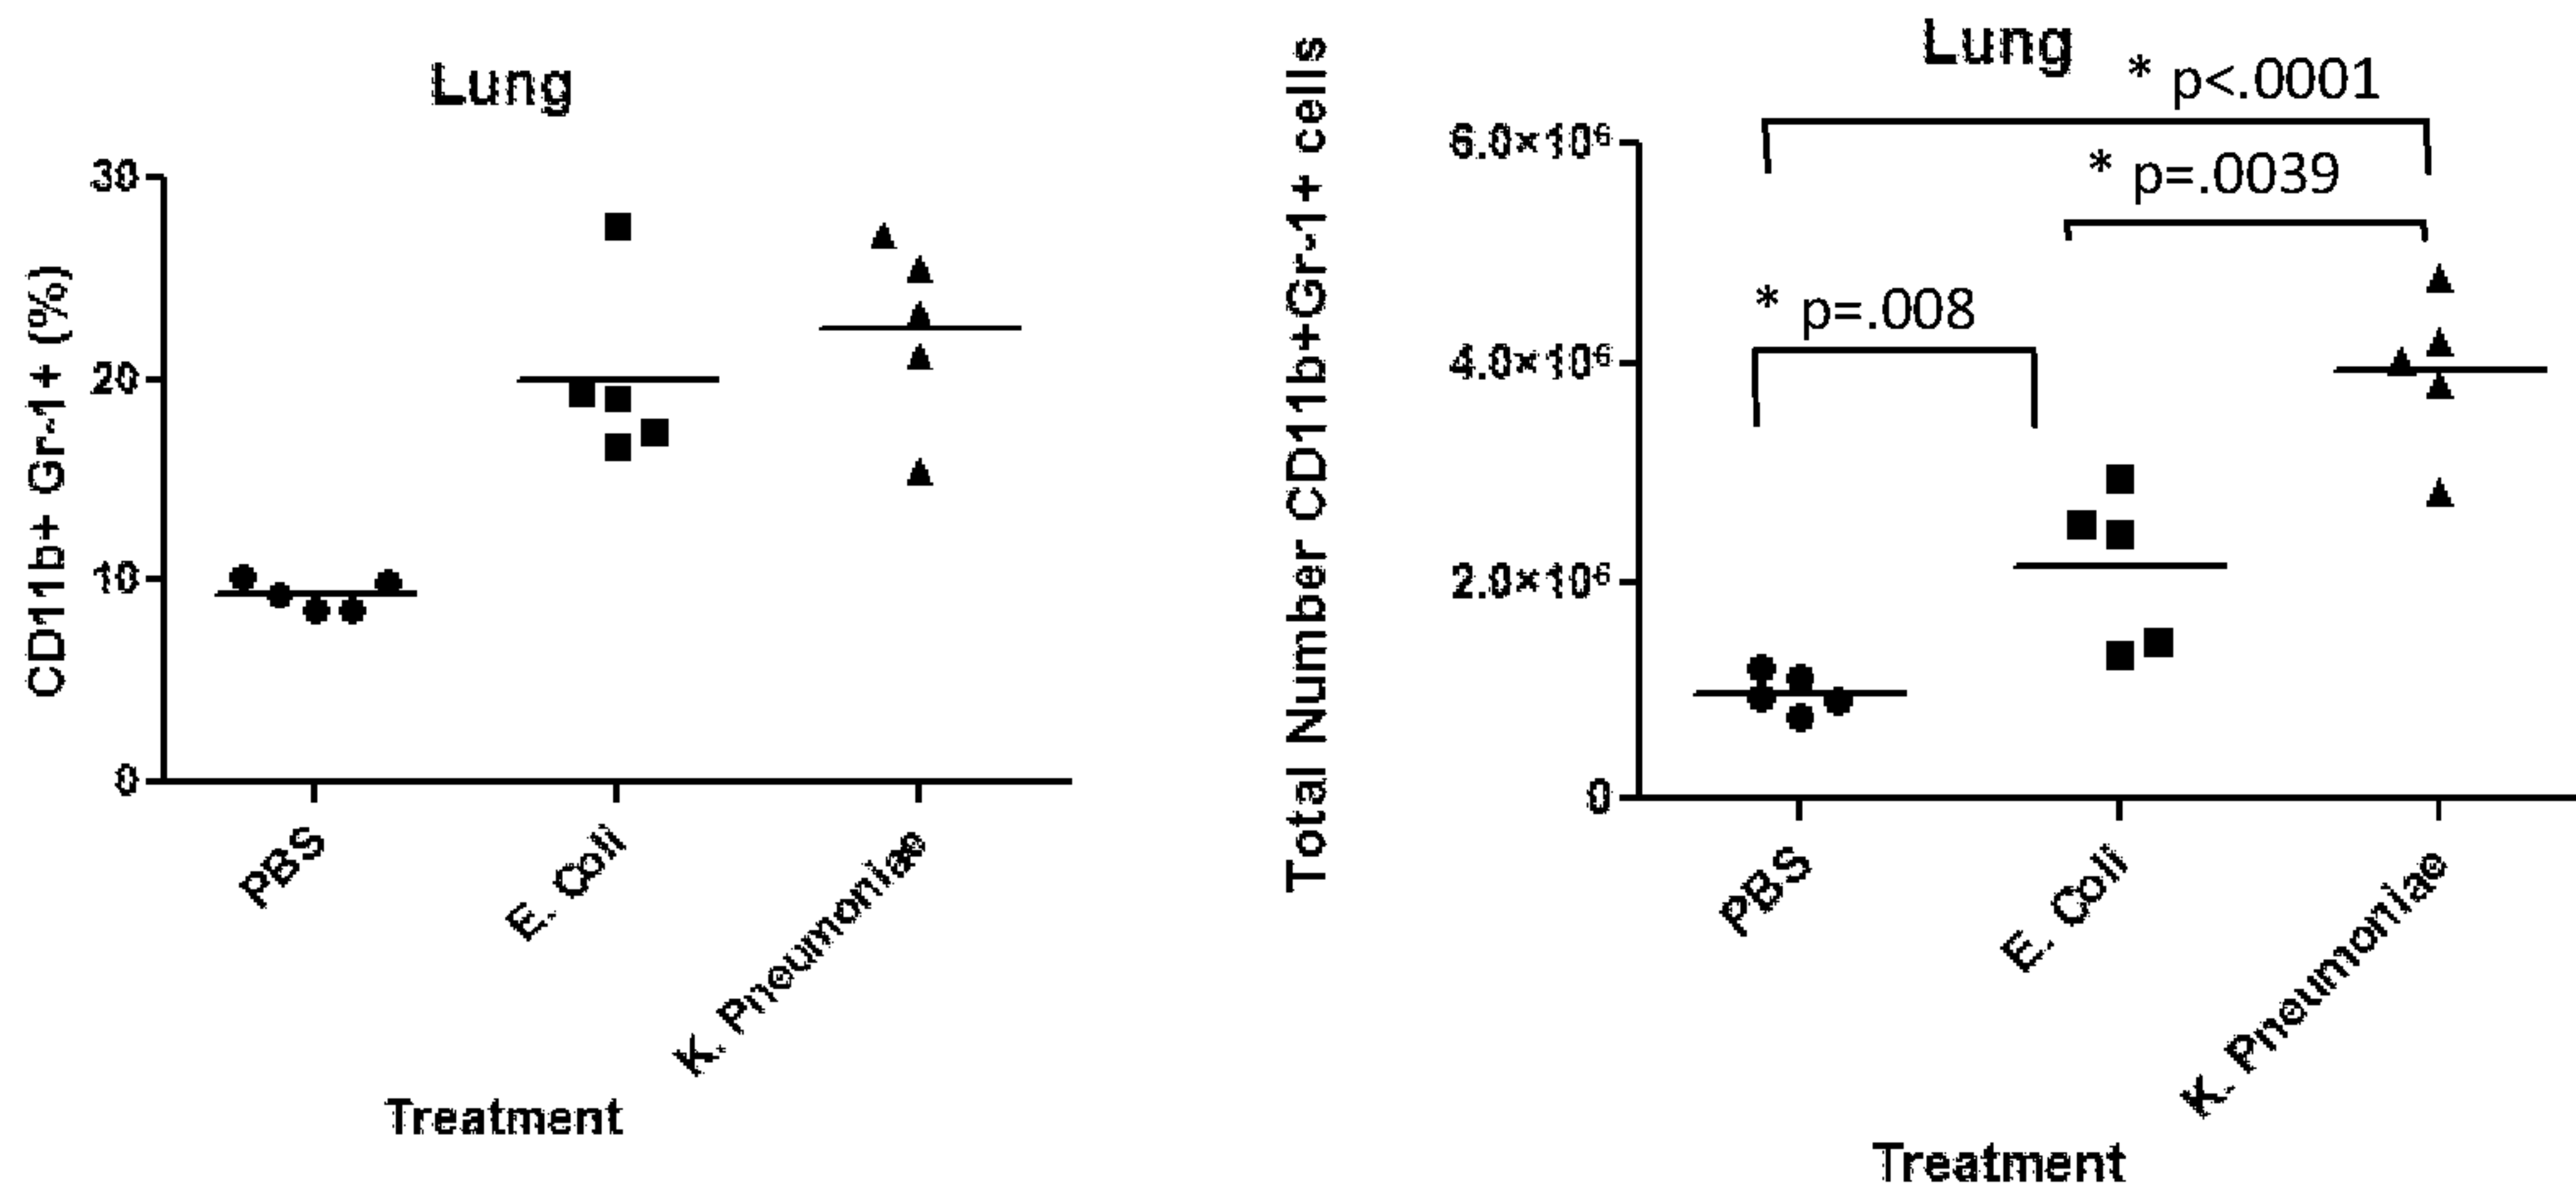 Lung
CD11b+ Gr-1+ (%)
30
20
10
0
PBS
E. Coli
K. Pneumoniae
Treatment
Lung
* p<.0001
* p=.0039
* p=.008
Total Number CD11b+Gr-1+ cells
6.0×10⁶
4.0×10⁶
2.0×10⁶
0
PBS
E. Coli
K. Pneumoniae
Treatment